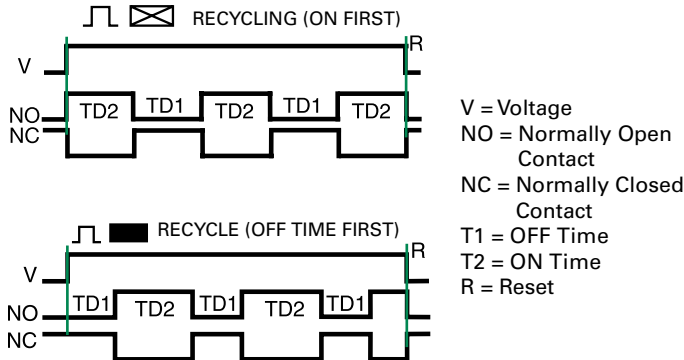 RECYCLING (ON FIRST)
R
V
NO
NC
TD2 TD1 TD2 TD1 TD2
RECYCLE (OFF TIME FIRST)
R
V
NO
NC
TD1 TD2 TD1 TD2 TD1
V = Voltage
NO = Normally Open
Contact
NC = Normally Closed
Contact
T1 = OFF Time
T2 = ON Time
R = Reset